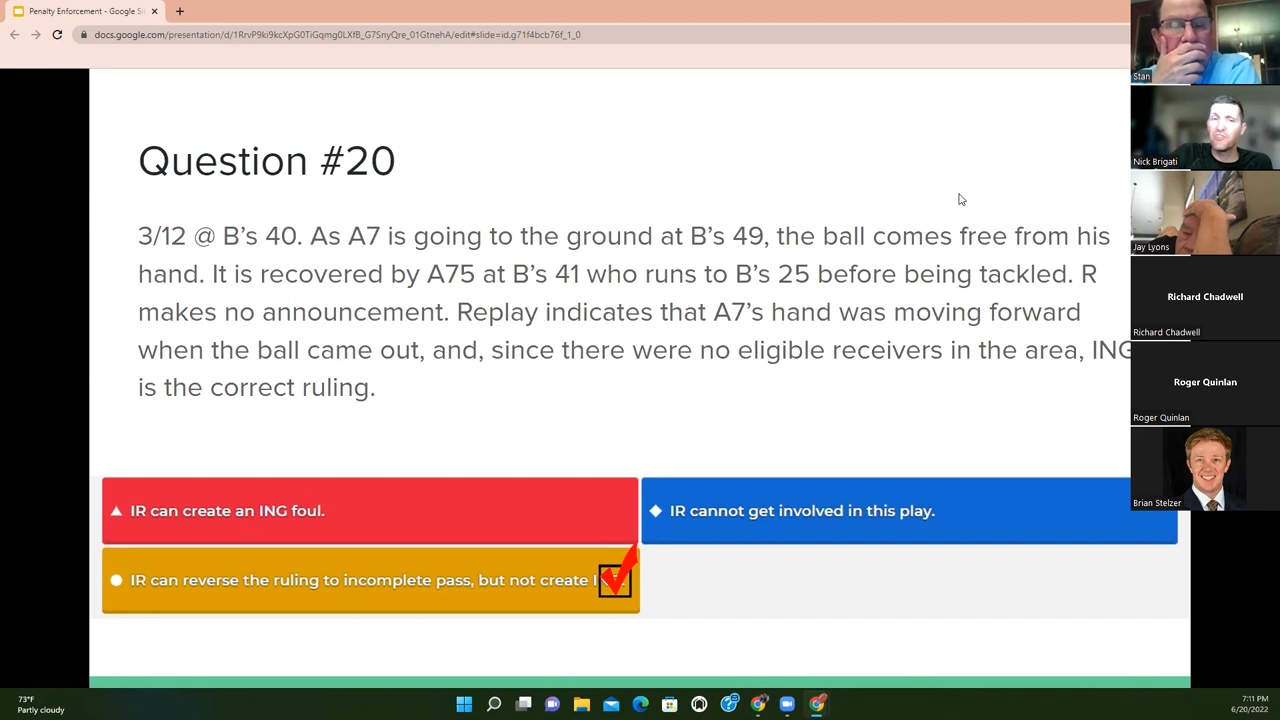 Penalty Enforcement - Google Sli
docs.google.com/presentation/d/1RrvP9ki9kcXpG0TiGqmg0LXfB_G7SnyQre_01GtnehA/edit#slide=id.g71f4bcb76f_1_0
Question #20
3/12 @ B's 40. As A7 is going to the ground at B's 49, the ball comes free from his
hand. It is recovered by A75 at B's 41 who runs to B's 25 before being tackled. R
makes no announcement. Replay indicates that A7's hand was moving forward
when the ball came out, and, since there were no eligible receivers in the area, ING
is the correct ruling.
IR can create an ING foul.
IR cannot get involved in this play.
IR can reverse the ruling to incomplete pass, but not create
Stan
Nick Brigati
Jay Lyons
Richard Chadwell
Richard Chadwell
Roger Quinlan
Roger Quinlan
Brian Stelzer
73°F
Partly cloudy
7:11 PM
6/20/2022